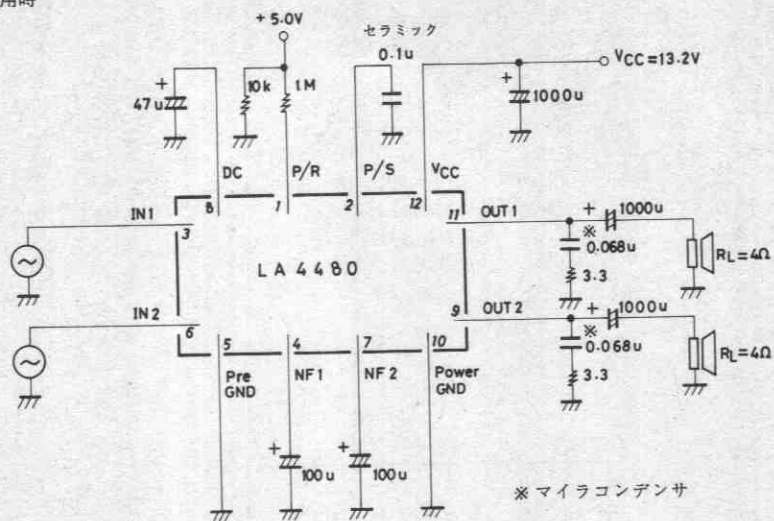 用時
+5.0V
セラミック
0.1u
VCC=13.2V
+
47u
10k
1M
+
1000u
DC
P/R
P/S
VCC
8
1
2
12
IN1
3
11
OUT1
+
1000u
※
0.068u
3.3
RL=4Ω
LA4480
IN2
6
9
OUT2
+
1000u
※
0.068u
3.3
RL=4Ω
5
4
7
10
Pre
GND
NF1
NF2
Power
GND
+
100u
+
100u
※マイラコンデンサ